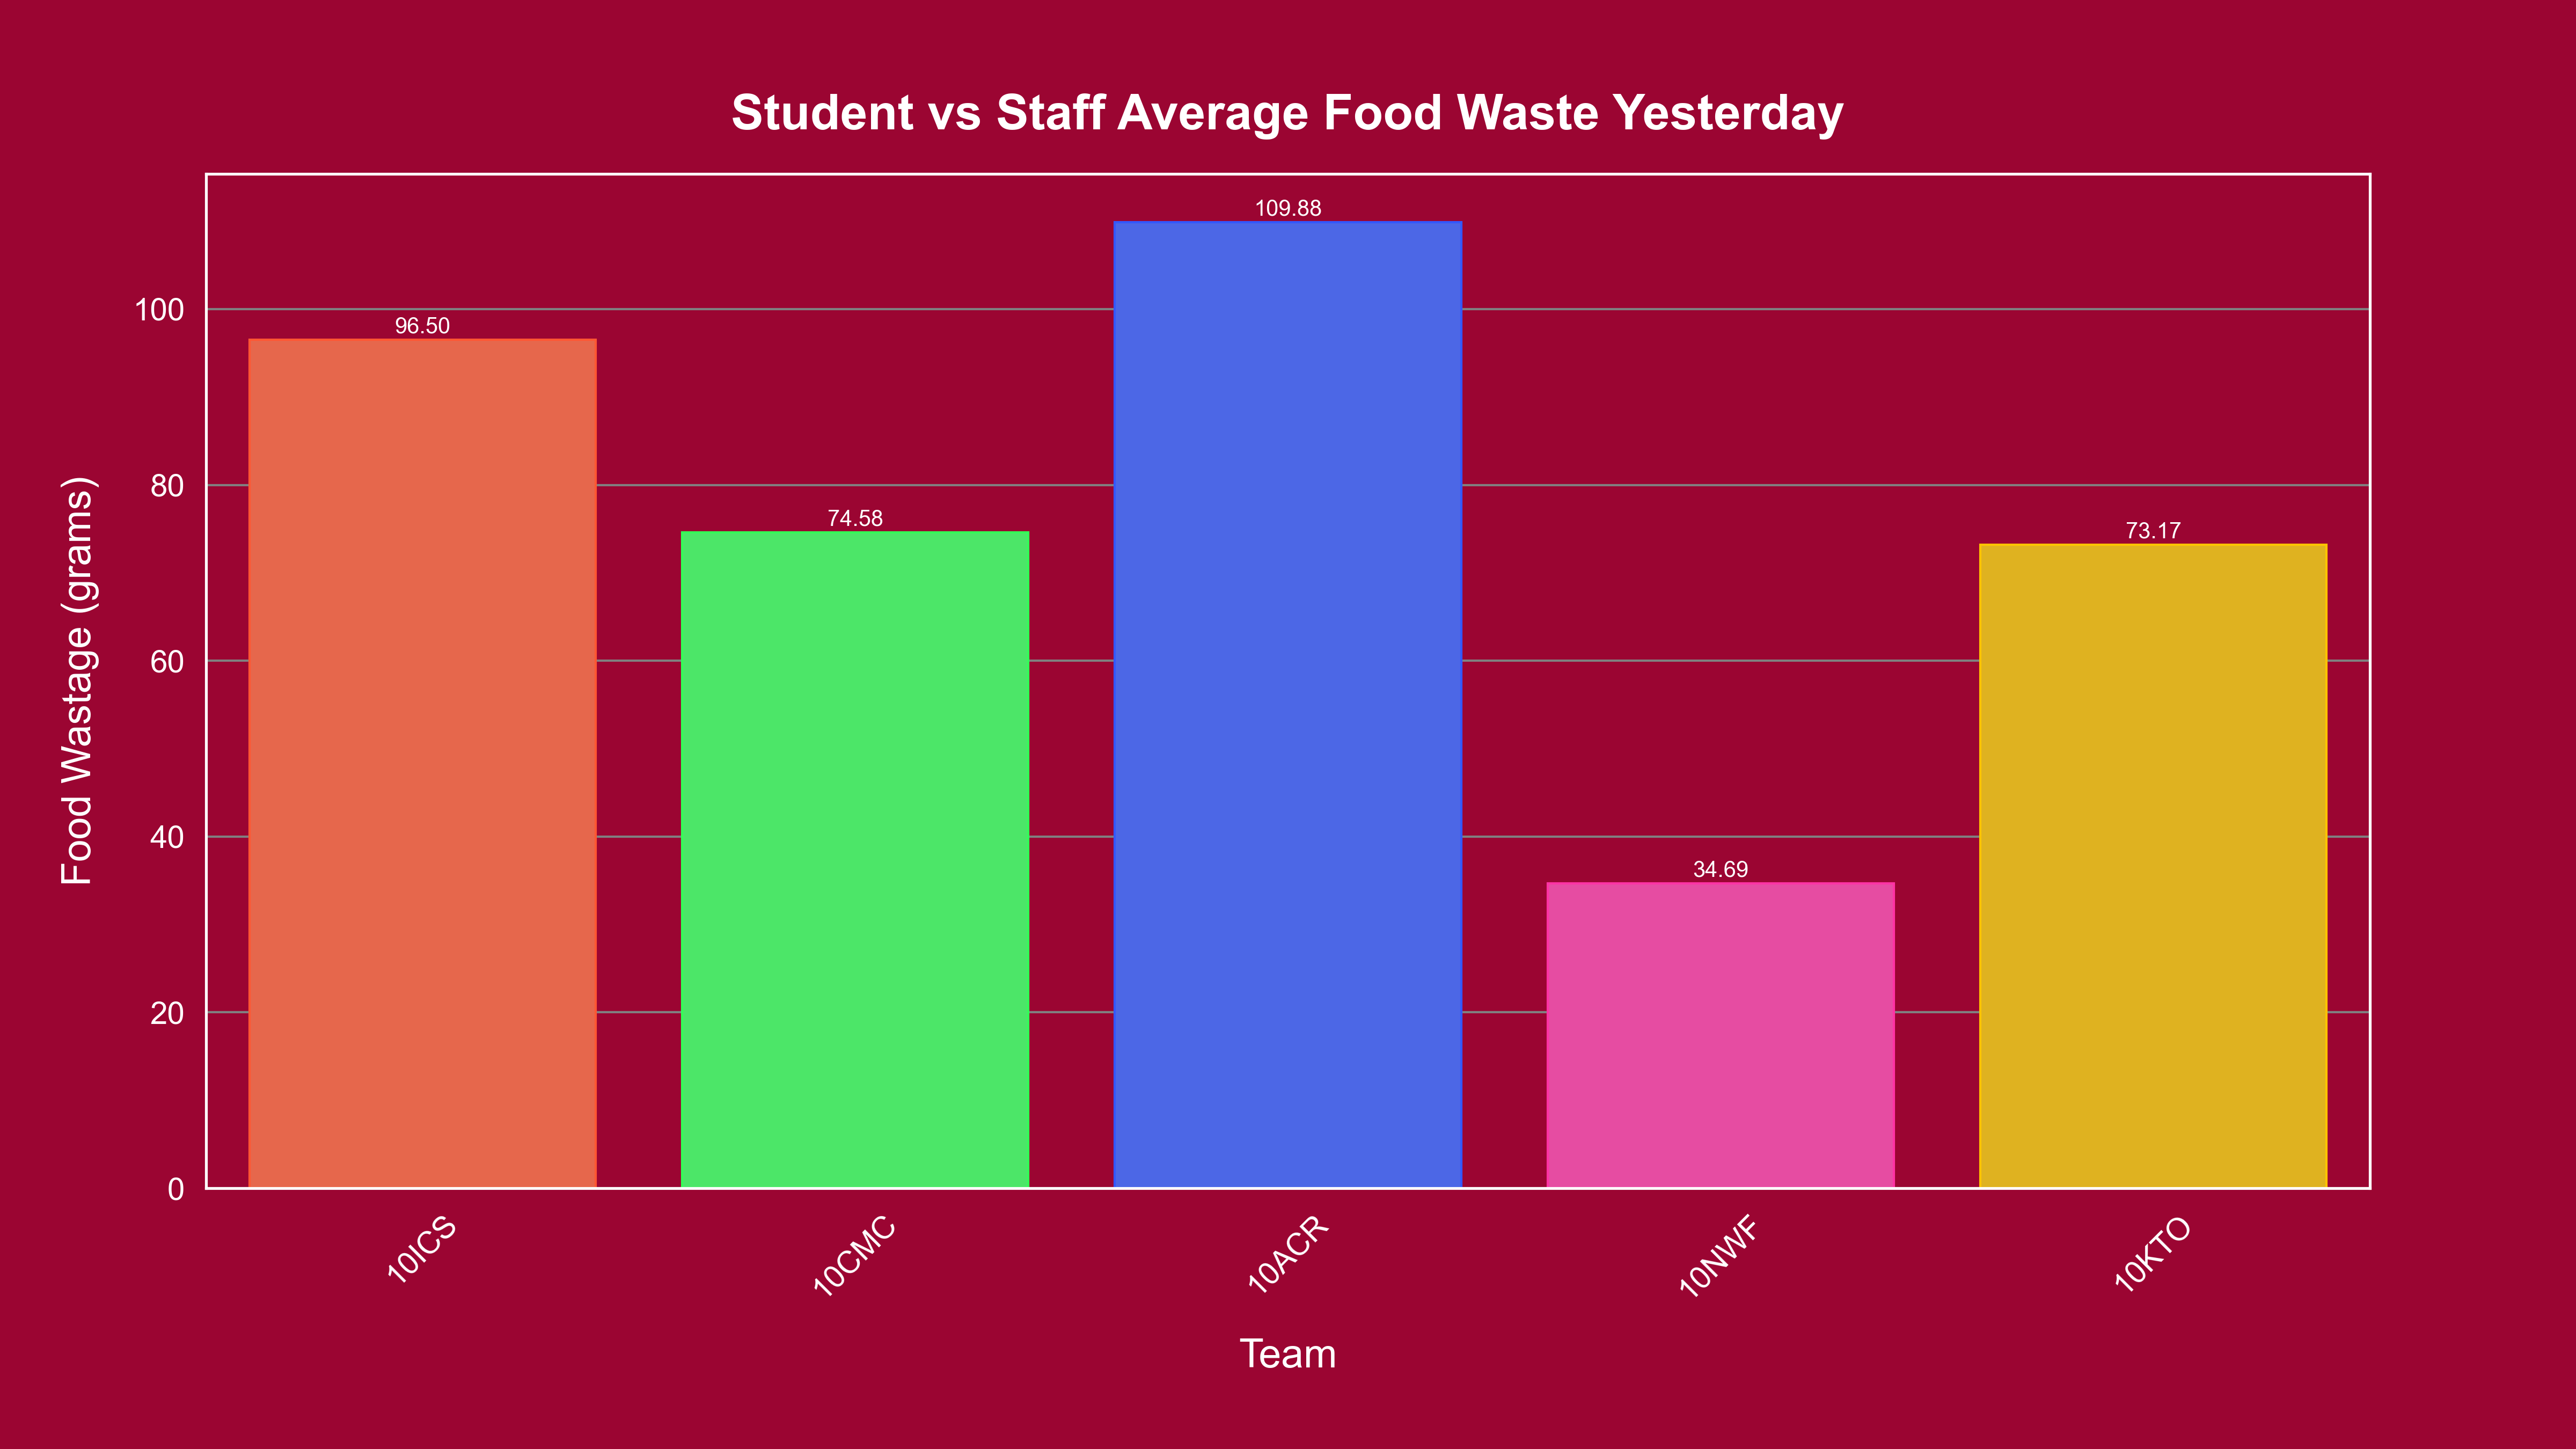 Student vs Staff Average Food Waste Yesterday
109.88
100
96.50
80
74.58
73.17
60
40
34.69
20
0
Food Wastage (grams)
10ICS
10CMC
10ACR
10NWF
10KTO
Team